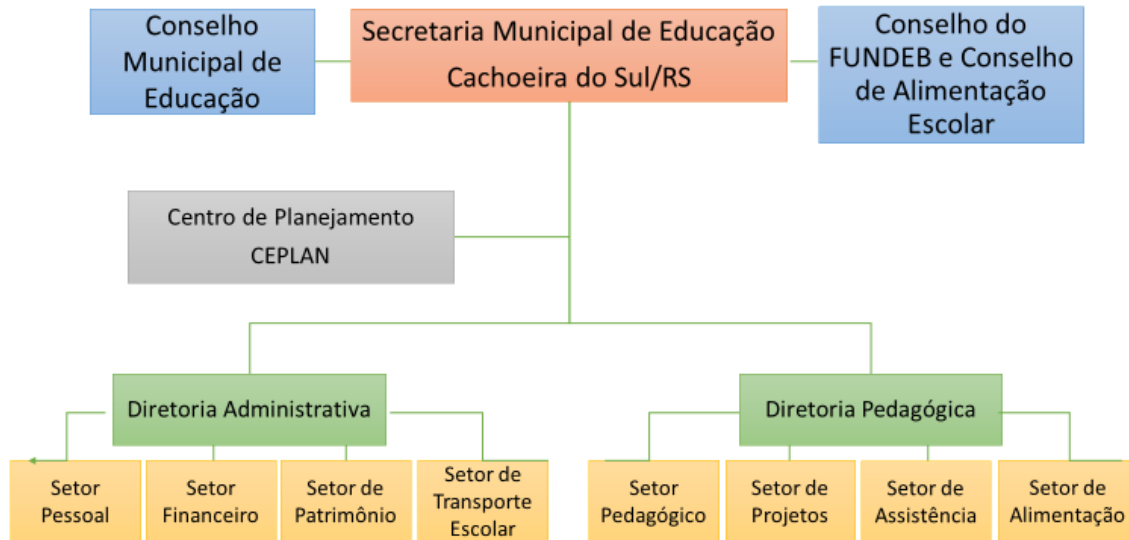 Conselho
Municipal de
Educação
Secretaria Municipal de Educação
Cachoeira do Sul/RS
Conselho do
FUNDEB e Conselho
de Alimentação
Escolar
Centro de Planejamento
CEPLAN
Diretoria Administrativa
Diretoria Pedagógica
Setor
Pessoal
Setor
Financeiro
Setor de
Patrimônio
Setor de
Transporte
Escolar
Setor
Pedagógico
Setor de
Projetos
Setor de
Assistência
Setor de
Alimentação